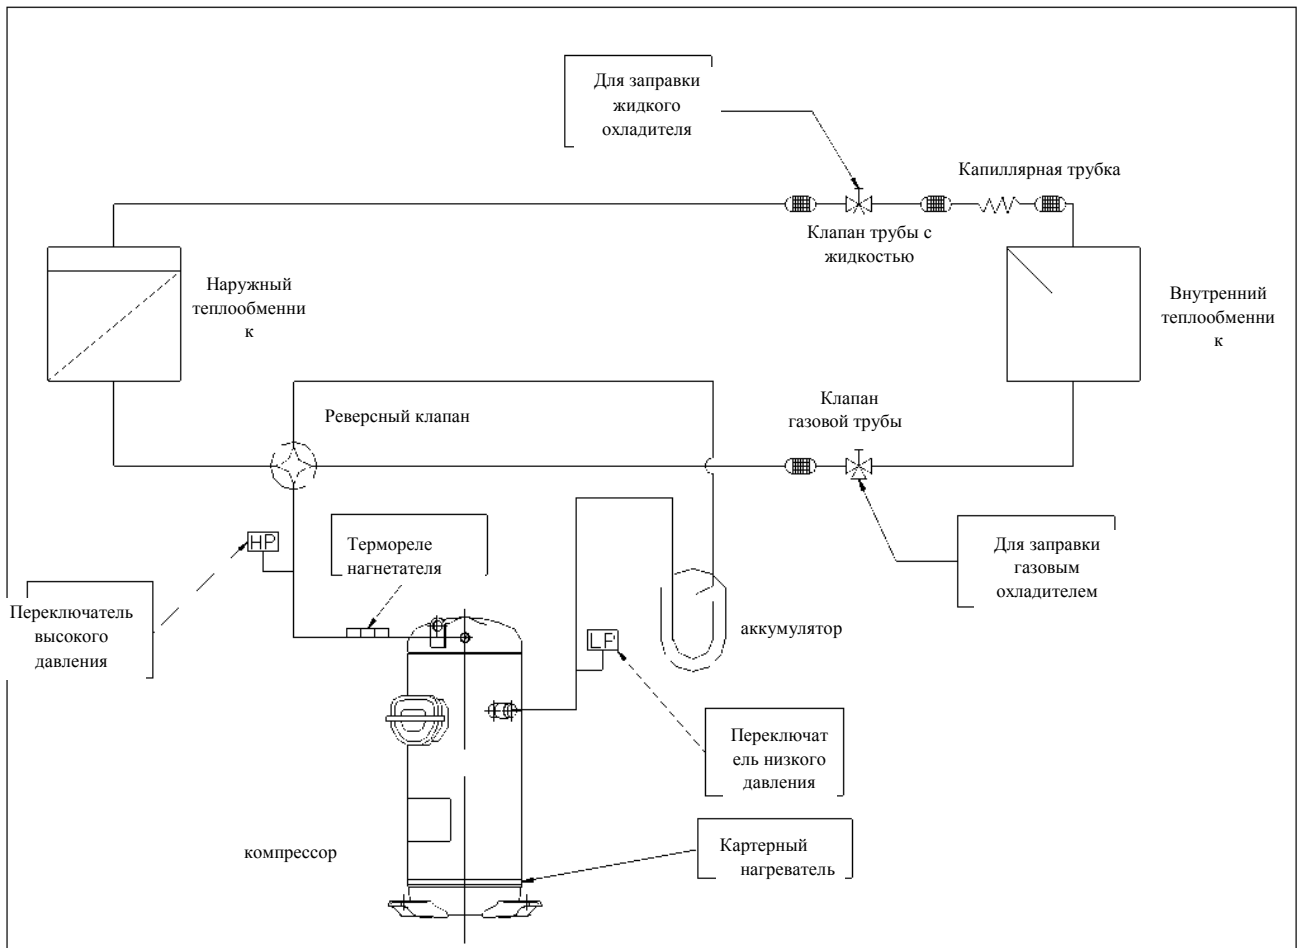 Для заправки
жидкого
охладителя
Капиллярная трубка
Клапан трубы с
жидкостью
Наружный
теплообменни
к
Внутренний
теплообменни
к
Реверсный клапан
Клапан
газовой трубы
HP
Термореле
нагнетателя
Для заправки
газовым
охладителем
Переключатель
высокого
давления
LP
аккумулятор
Переключат
ель низкого
давления
компрессор
Картерный
нагреватель